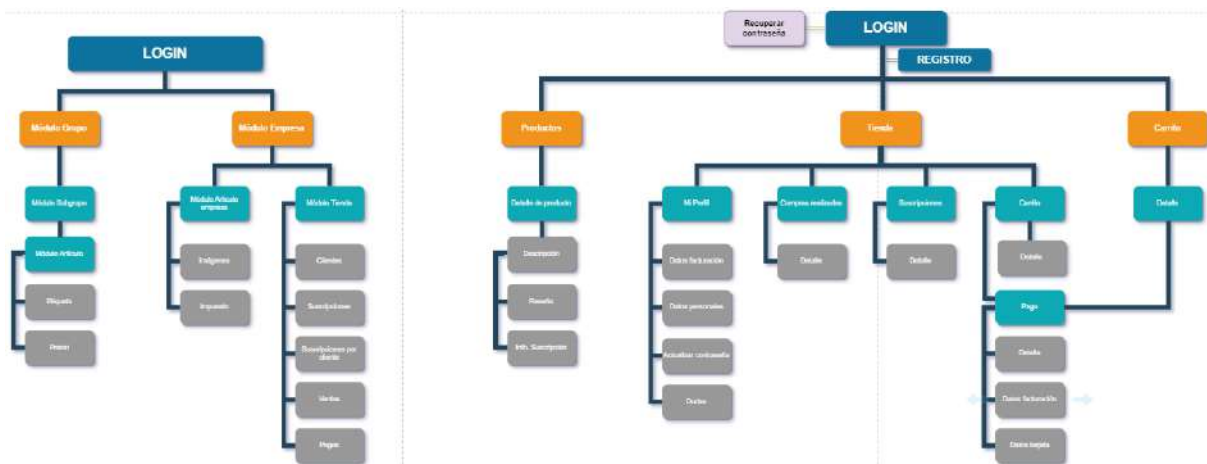 Recuperar
contraseña
LOGIN
REGISTRO
LOGIN
Módulo Grupo
Módulo Empresa
Productos
Tienda
Carrito
Módulo Subgrupo
Módulo Artículo
empresa
Módulo Tienda
Detalle de producto
Mi Perfil
Compras realizadas
Suscripciones
Carrito
Detalle
Módulo Artículo
Imágenes
Clientes
Descripción
Datos facturación
Detalle
Detalle
Detalle
Etiqueta
Impuesto
Suscripciones
Reseña
Datos personales
Pago
Suscripciones por
cliente
Info. Suscripción
Actualizar contraseña
Detalle
Ventas
Datos facturación
Pagos
Datos tarjeta